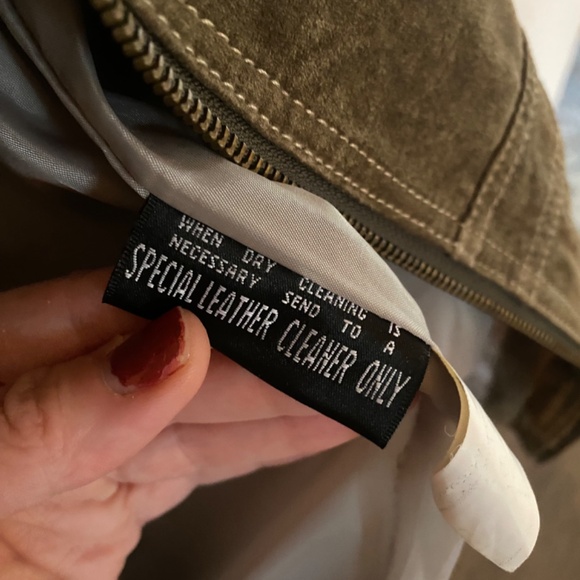 WHEN DRY CLEANING IS
NECESSARY SEND TO A
SPECIAL LEATHER CLEANER ONLY